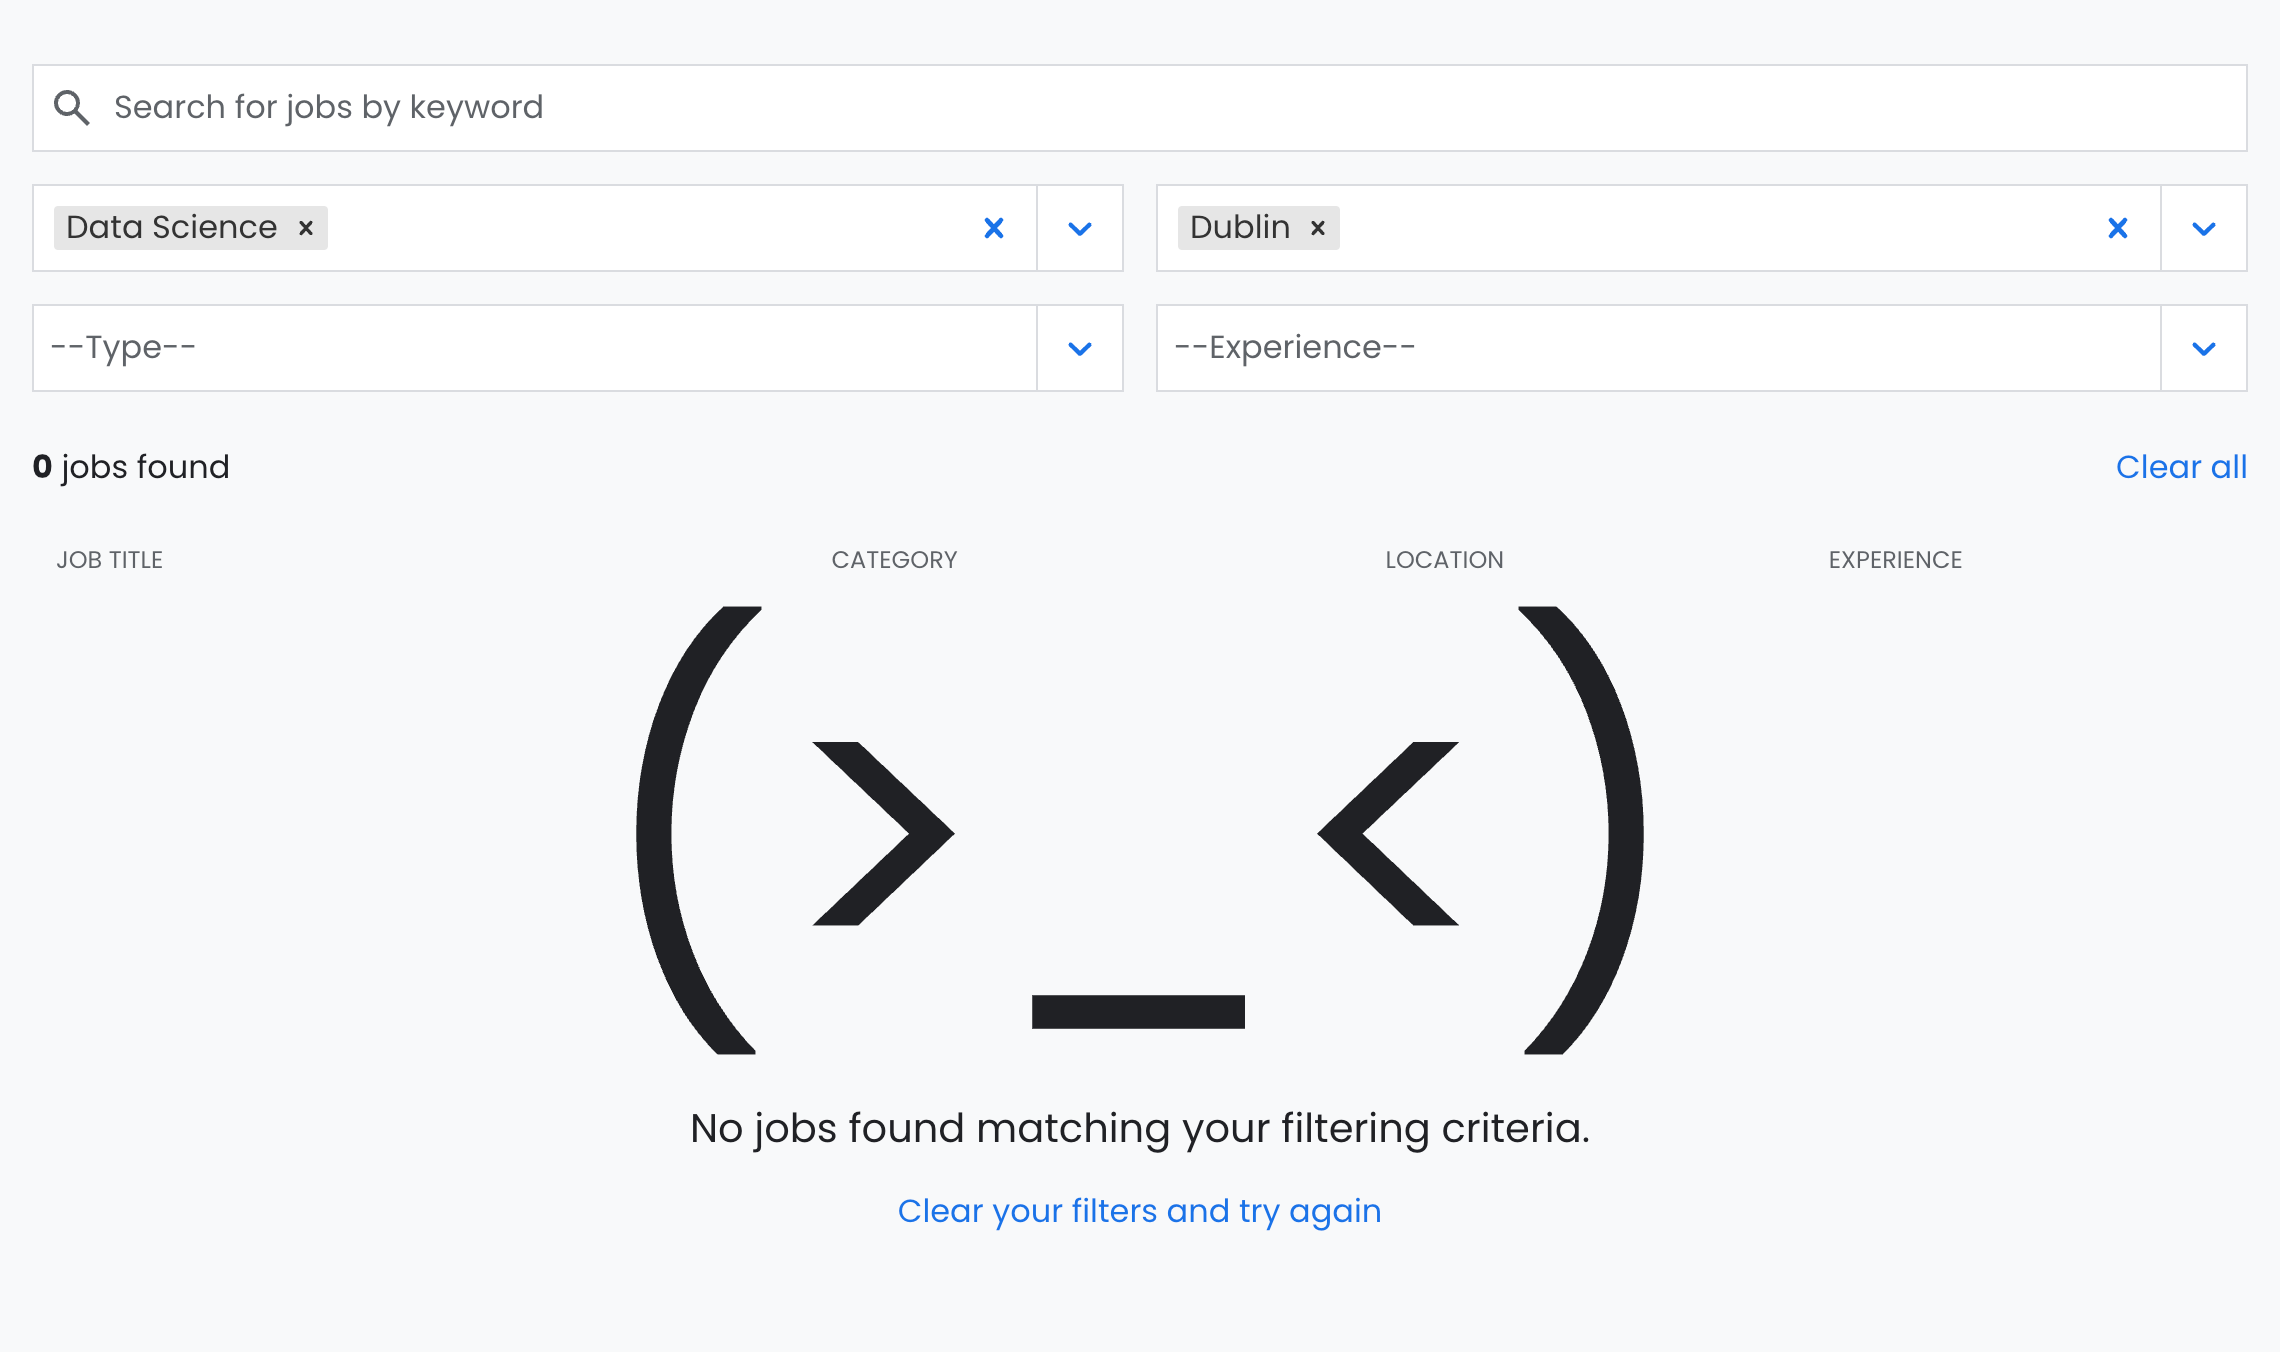 Search for jobs by keyword
Data Science ×
Dublin ×
--Type--
--Experience--
0 jobs found
Clear all
JOB TITLE CATEGORY LOCATION EXPERIENCE
(>_<)
No jobs found matching your filtering criteria.
Clear your filters and try again